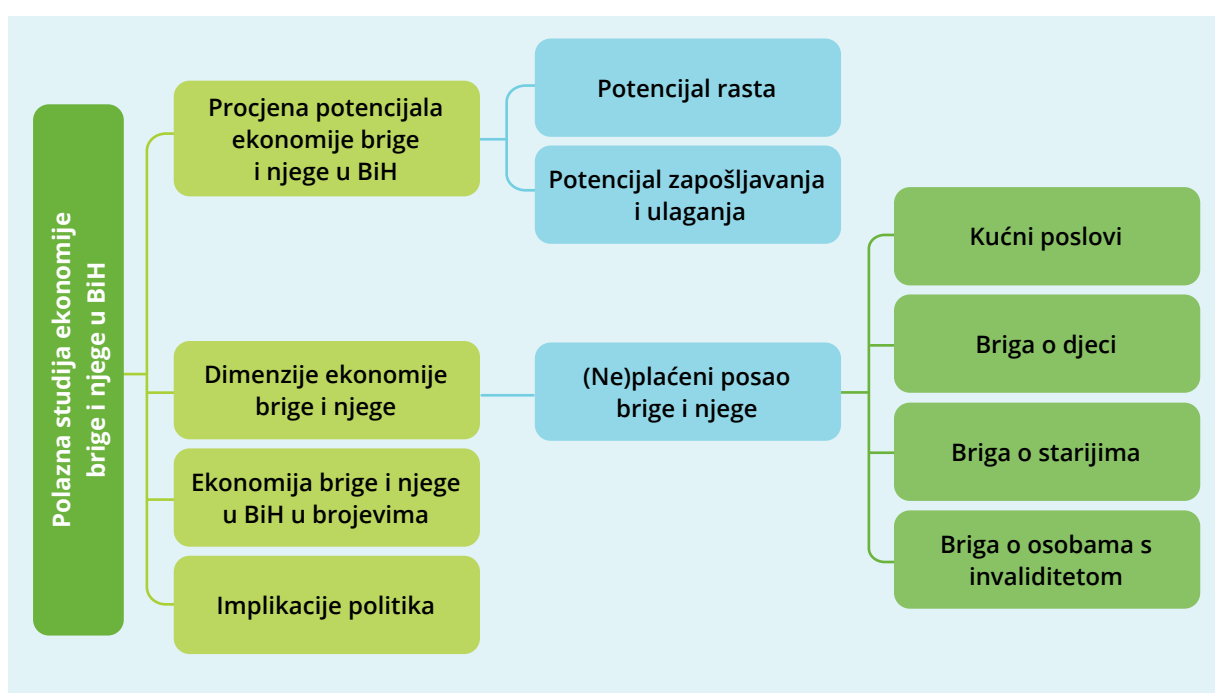 Polazna studija ekonomije
brige i njege u BiH
Procjena potencijala
ekonomije brige
i njege u BiH
Potencijal rasta
Potencijal zapošljavanja
i ulaganja
Dimenzije ekonomije
brige i njege
(Ne)plaćeni posao
brige i njege
Kućni poslovi
Briga o djeci
Briga o starijima
Briga o osobama s
invaliditetom
Ekonomija brige i njege
u BiH u brojevima
Implikacije politika